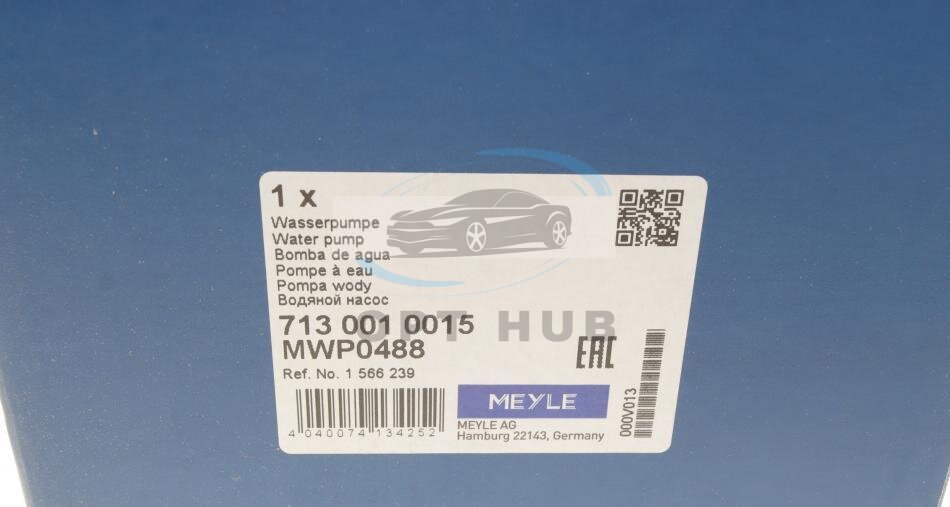 1 x
Wasserpumpe
Water pump
Bomba de agua
Pompe à eau
Pompa wody
Водяной насос
713 001 0015
OPT HUB
MWP0488
EAC
Ref. No. 1 566 239
MEYLE
4 040074 134252
MEYLE AG
Hamburg 22143, Germany
000V013